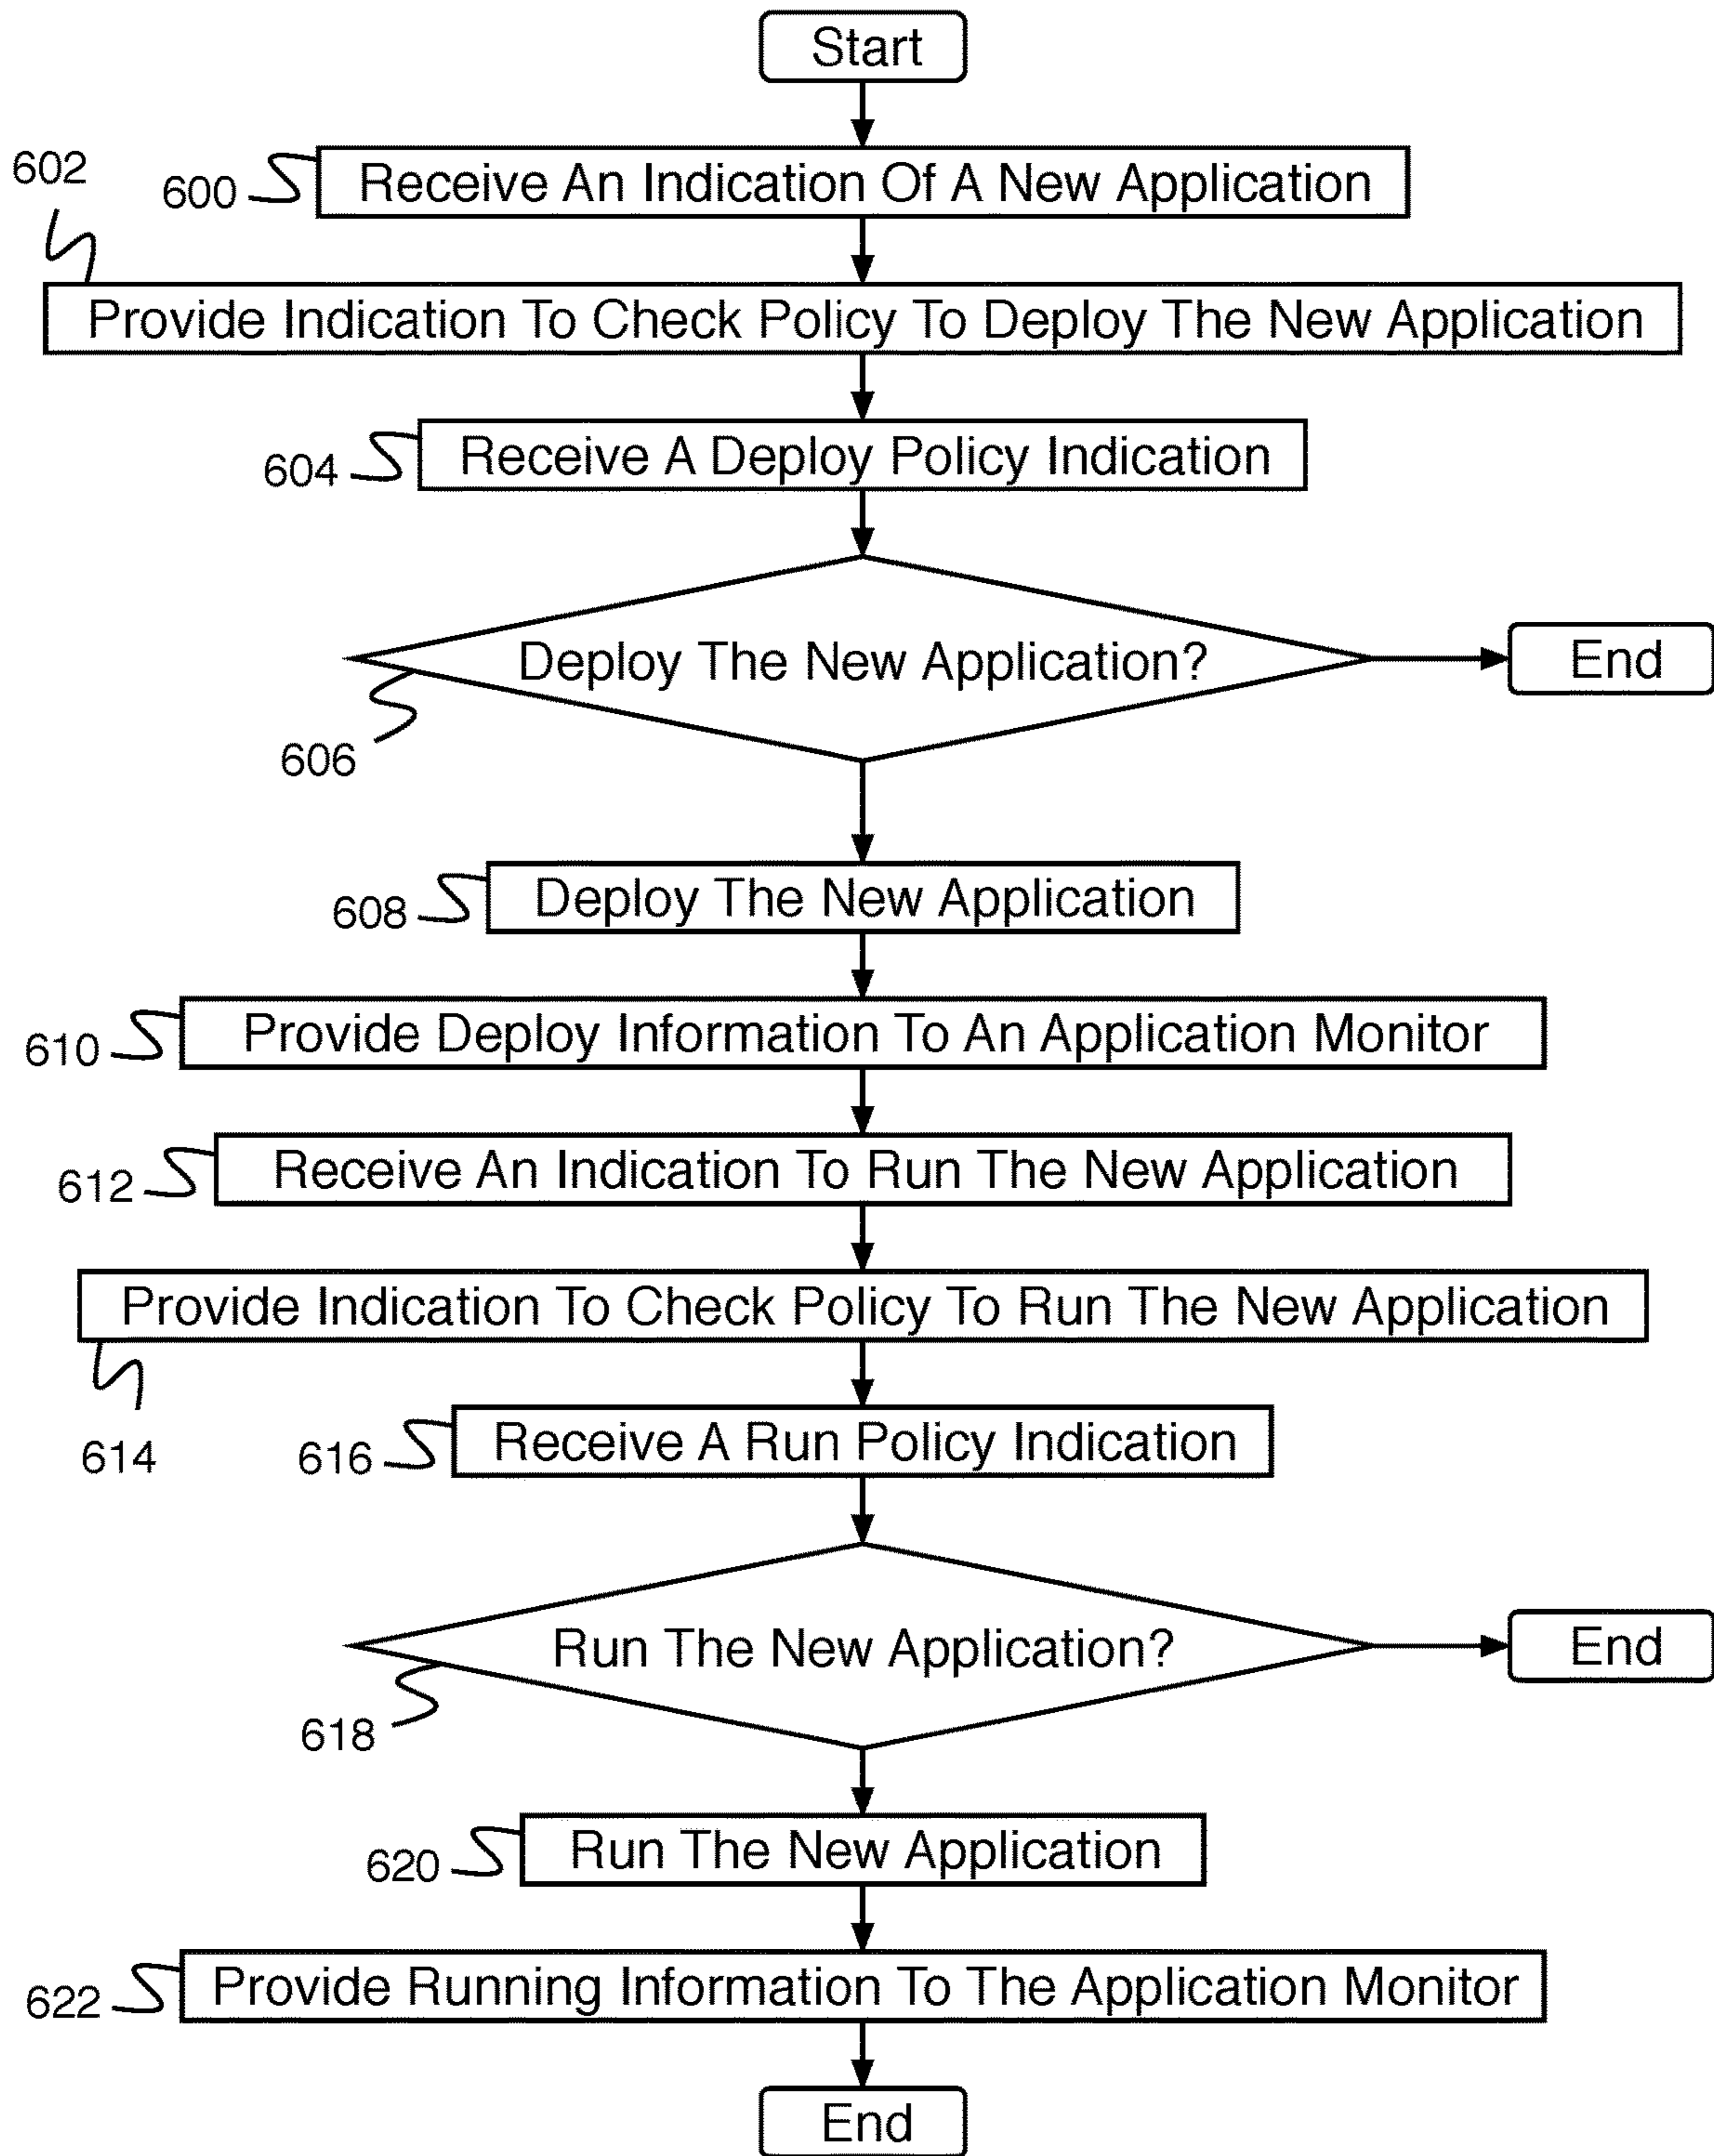 Start
600
Receive An Indication Of A New Application
602
Provide Indication To Check Policy To Deploy The New Application
604
Receive A Deploy Policy Indication
606
Deploy The New Application?
End
608
Deploy The New Application
610
Provide Deploy Information To An Application Monitor
612
Receive An Indication To Run The New Application
614
Provide Indication To Check Policy To Run The New Application
616
Receive A Run Policy Indication
618
Run The New Application?
End
620
Run The New Application
622
Provide Running Information To The Application Monitor
End